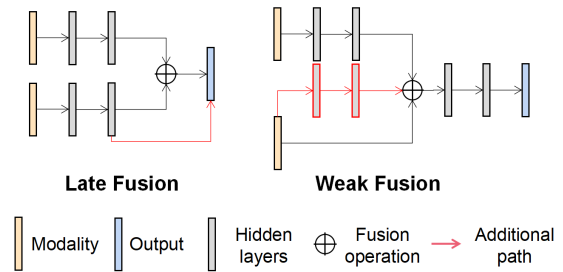 Late Fusion
Weak Fusion
Modality
Output
Hidden
layers
Fusion
operation
Additional
path